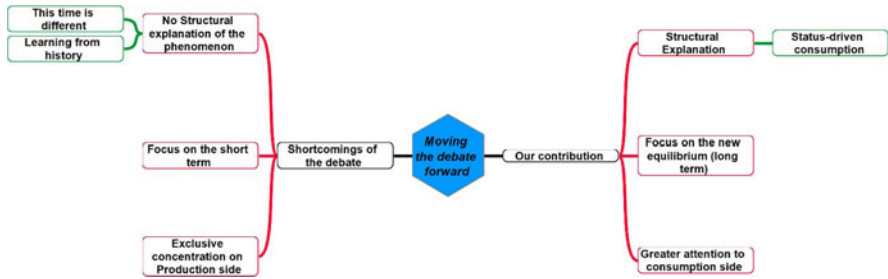 This time is
different
Learning from
history
No Structural
explanation of the
phenomenon
Focus on the short
term
Exclusive
concentration on
Production side
Shortcomings of
the debate
Moving
the debate
forward
Our contribution
Structural
Explanation
Status-driven
consumption
Focus on the new
equilibrium (long
term)
Greater attention to
consumption side